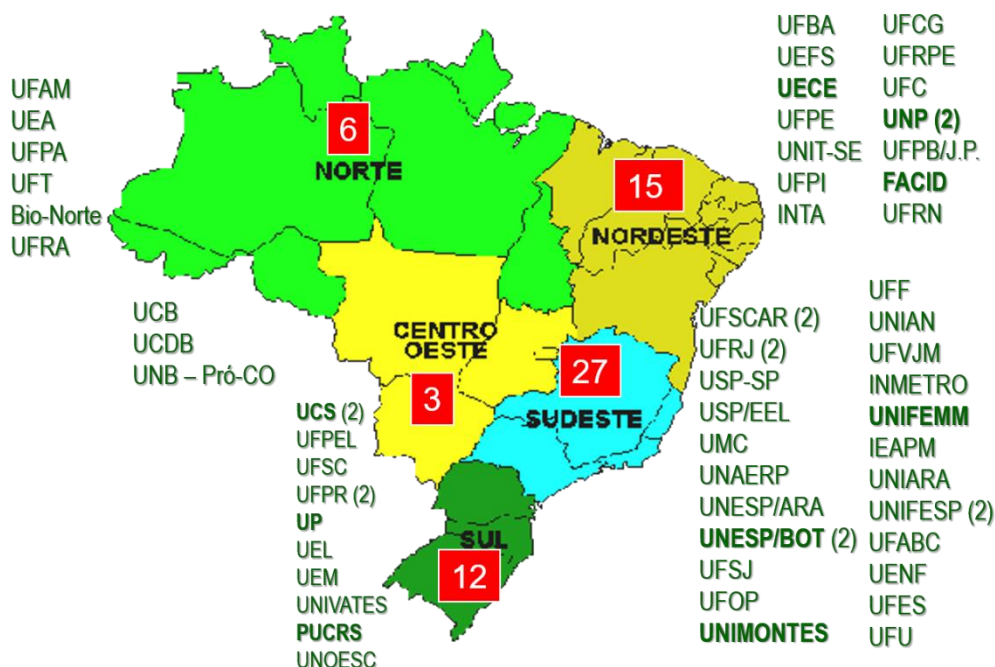 UFAM
UEA
UFPA
UFT
Bio-Norte
UFRA
6
NORTE
UFBA
UEFS
UECE
UFPE
UNIT-SE
UFPI
INTA
UFCG
UFRPE
UFC
UNP (2)
UFPB/J.P.
FACID
UFRN
15
NORDESTE
UCB
UCDB
UNB – Pró-CO
CENTRO
OESTE
3
27
SUDESTE
UFSCAR (2)
UFRJ (2)
USP-SP
USP/EEL
UMC
UNAERP
UNESP/ARA
UNESP/BOT (2)
UFSJ
UFOP
UNIMONTES
UFF
UNIAN
UFVJM
INMETRO
UNIFEMM
IEAPM
UNIARA
UNIFESP (2)
UFABC
UENF
UFES
UFU
UCS (2)
UFPEL
UFSC
UFPR (2)
UP
UEL
UEM
UNIVATES
PUCRS
UNOESC
SUL
12